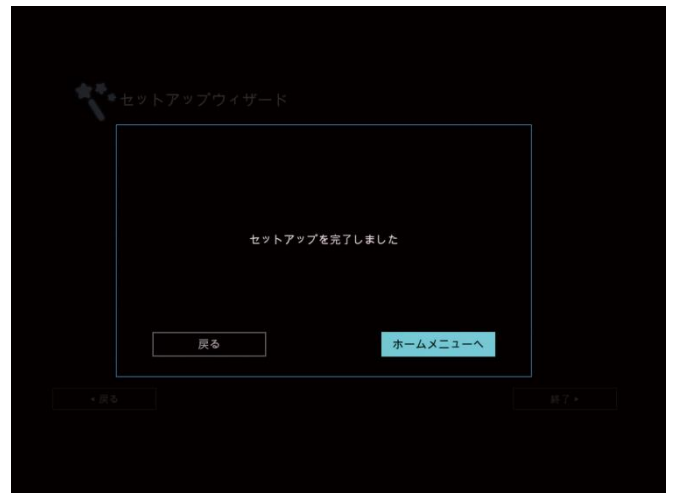 セットアップウィザード
セットアップを完了しました
戻る
ホームメニューへ
◂ 戻る
終了 ▸